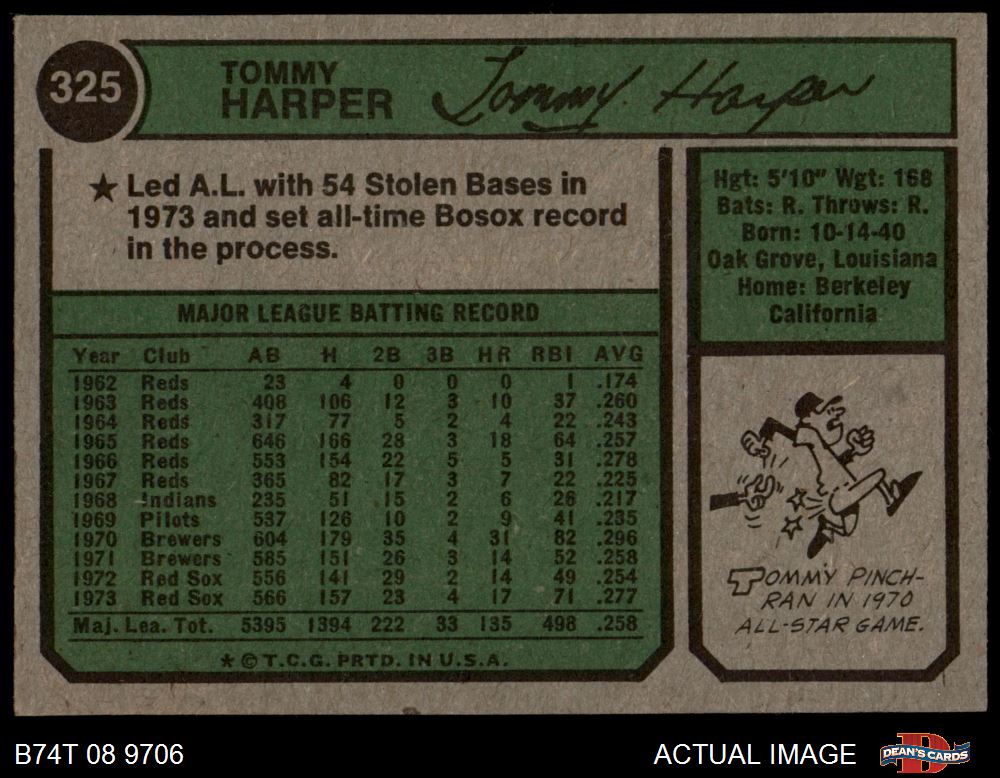 325
TOMMY
HARPER
Tommy Harper
★ Led A.L. with 54 Stolen Bases in
1973 and set all-time Bosox record
in the process.
MAJOR LEAGUE BATTING RECORD
Year Club AB H 2B 3B HR RBI AVG
1962 Reds 23 4 0 0 0 1 .174
1963 Reds 408 106 12 3 10 37 .260
1964 Reds 317 77 5 2 4 22 .243
1965 Reds 646 166 28 3 18 64 .257
1966 Reds 553 154 22 5 5 31 .278
1967 Reds 365 82 17 3 7 22 .225
1968 Indians 235 51 15 2 6 26 .217
1969 Pilots 537 126 10 2 9 41 .235
1970 Brewers 604 179 35 4 31 82 .296
1971 Brewers 585 151 26 3 14 52 .258
1972 Red Sox 556 141 29 2 14 49 .254
1973 Red Sox 566 157 23 4 17 71 .277
Maj. Lea. Tot. 5395 1394 222 33 135 498 .258
★ © T.C.G. PRTD. IN U.S.A.
Hgt: 5'10" Wgt: 168
Bats: R. Throws: R.
Born: 10-14-40
Oak Grove, Louisiana
Home: Berkeley
California
TOMMY PINCH-
RAN IN 1970
ALL-STAR GAME.
B74T 08 9706
ACTUAL IMAGE
DEAN'S CARDS